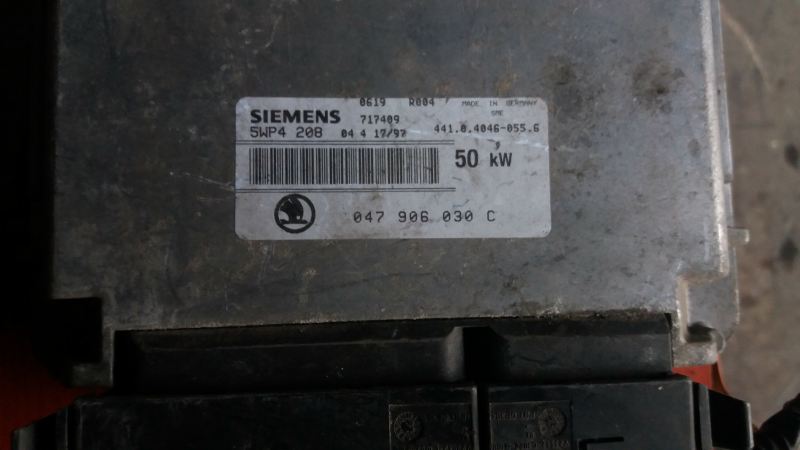 0619 R004 MADE IN GERMANY
SIEMENS 717409 SME
5WP4 208 04 4 17/97 441.0.4046-055.6
50 kW
047 906 030 C